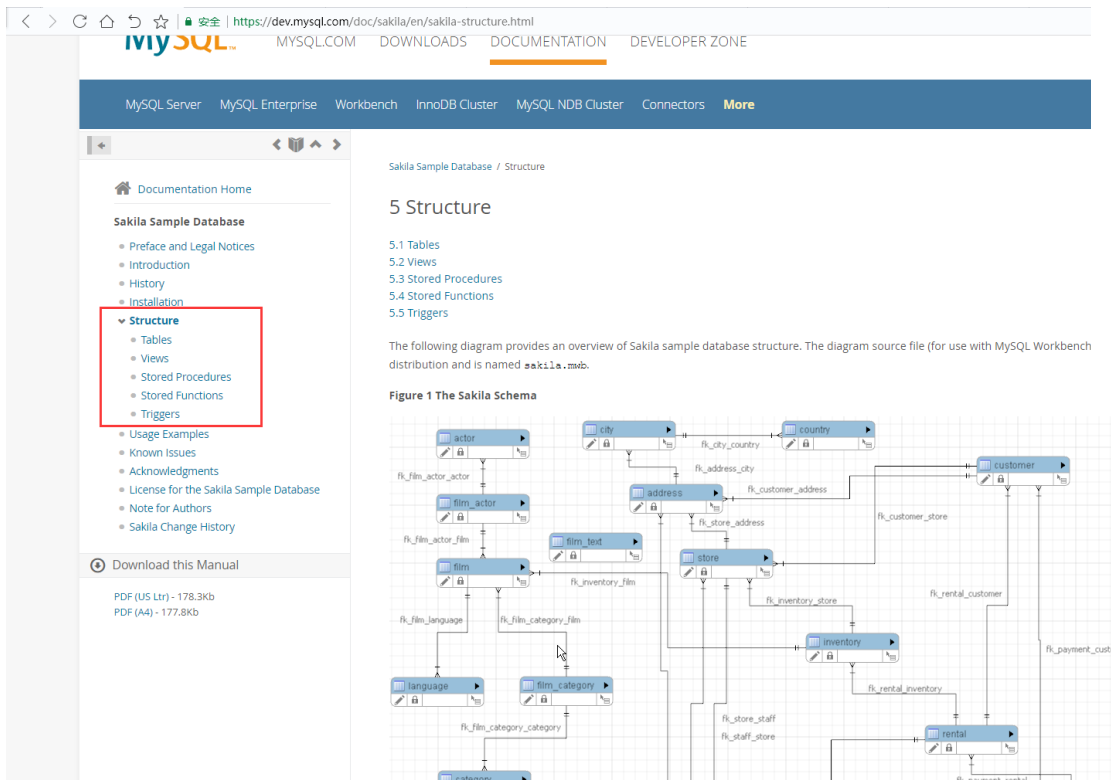 安全 https://dev.mysql.com/doc/sakila/en/sakila-structure.html
MySQL™ MYSQL.COM DOWNLOADS DOCUMENTATION DEVELOPER ZONE
MySQL Server MySQL Enterprise Workbench InnoDB Cluster MySQL NDB Cluster Connectors More
Documentation Home
Sakila Sample Database
Preface and Legal Notices
Introduction
History
Installation
Structure
Tables
Views
Stored Procedures
Stored Functions
Triggers
Usage Examples
Known Issues
Acknowledgments
License for the Sakila Sample Database
Note for Authors
Sakila Change History
Download this Manual
PDF (US Ltr) - 178.3Kb
PDF (A4) - 177.8Kb
Sakila Sample Database / Structure
5 Structure
5.1 Tables
5.2 Views
5.3 Stored Procedures
5.4 Stored Functions
5.5 Triggers
The following diagram provides an overview of Sakila sample database structure. The diagram source file (for use with MySQL Workbench
distribution and is named sakila.mwb.
Figure 1 The Sakila Schema
actor
city
country
fk_city_country
customer
fk_film_actor_actor
fk_address_city
address
fk_customer_address
film_actor
fk_customer_store
fk_store_address
fk_film_actor_film
film_text
store
film
fk_inventory_film
fk_rental_customer
fk_inventory_store
fk_film_language
fk_film_category_film
inventory
fk_payment_cust
language
film_category
fk_rental_inventory
fk_store_staff
fk_film_category_category
fk_staff_store
rental
category
fk_payment_rental